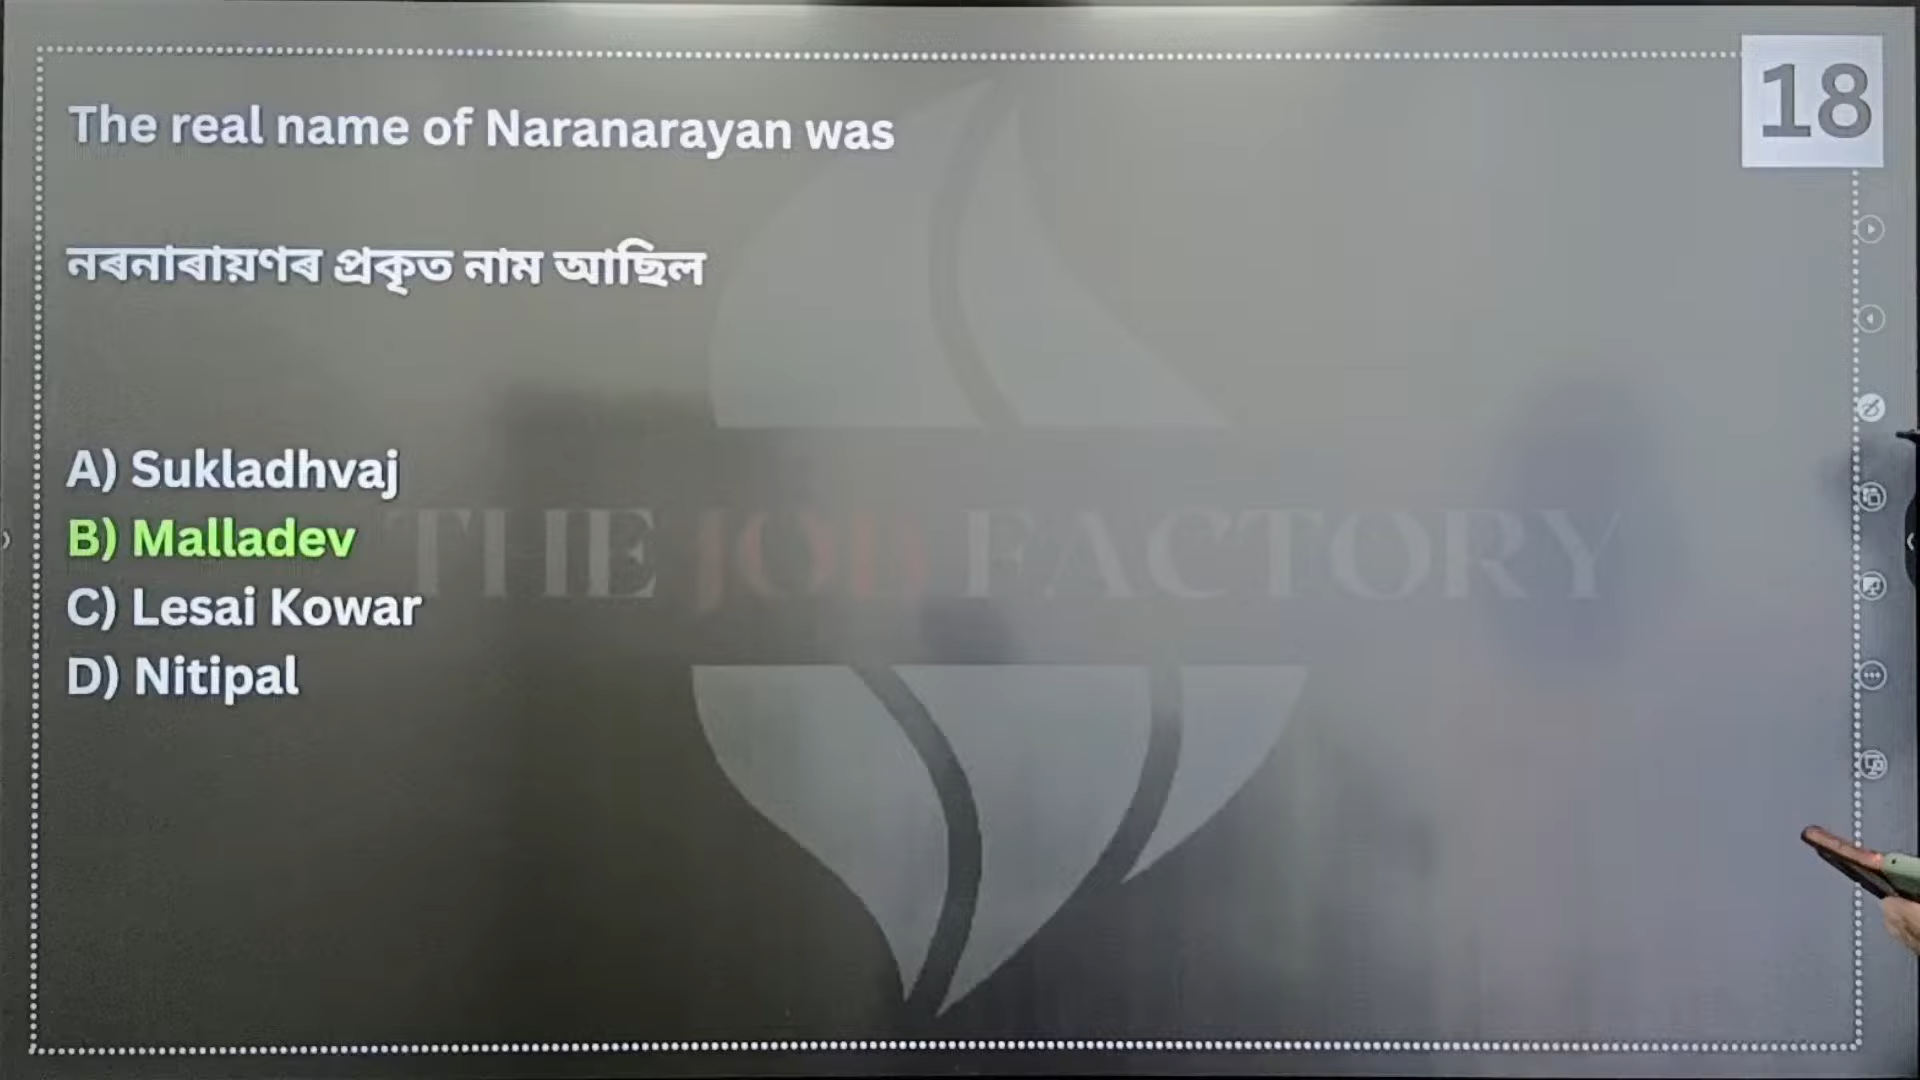 18
The real name of Naranarayan was
নৰনাৰায়ণৰ প্ৰকৃত নাম আছিল
A) Sukladhvaj
B) Malladev
C) Lesai Kowar
D) Nitipal
THE JOB FACTORY